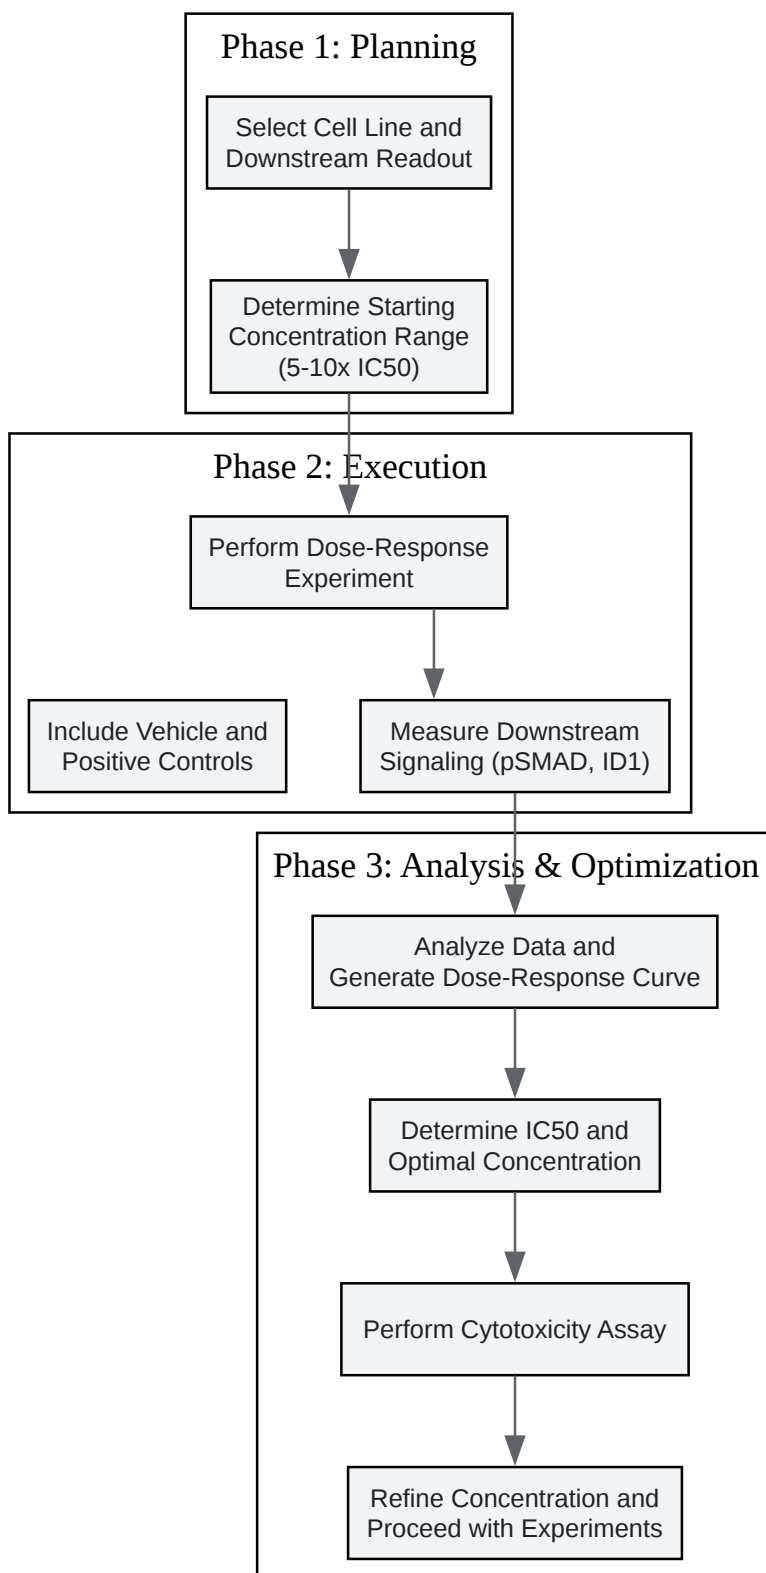 Phase 1: Planning
Select Cell Line and
Downstream Readout
Determine Starting
Concentration Range
(5-10x IC50)
Phase 2: Execution
Perform Dose-Response
Experiment
Include Vehicle and
Positive Controls
Measure Downstream
Signaling (pSMAD, ID1)
Phase 3: Analysis & Optimization
Analyze Data and
Generate Dose-Response Curve
Determine IC50 and
Optimal Concentration
Perform Cytotoxicity Assay
Refine Concentration and
Proceed with Experiments